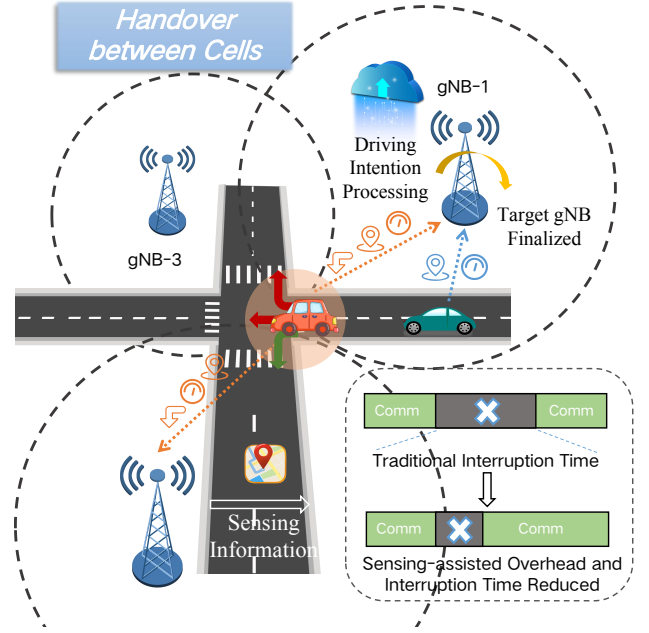 Handover
between Cells
gNB-1
Driving
Intention
Processing
Target gNB
Finalized
gNB-3
Comm
Comm
Traditional Interruption Time
Comm
Comm
Sensing-assisted Overhead and
Interruption Time Reduced
Sensing
Information